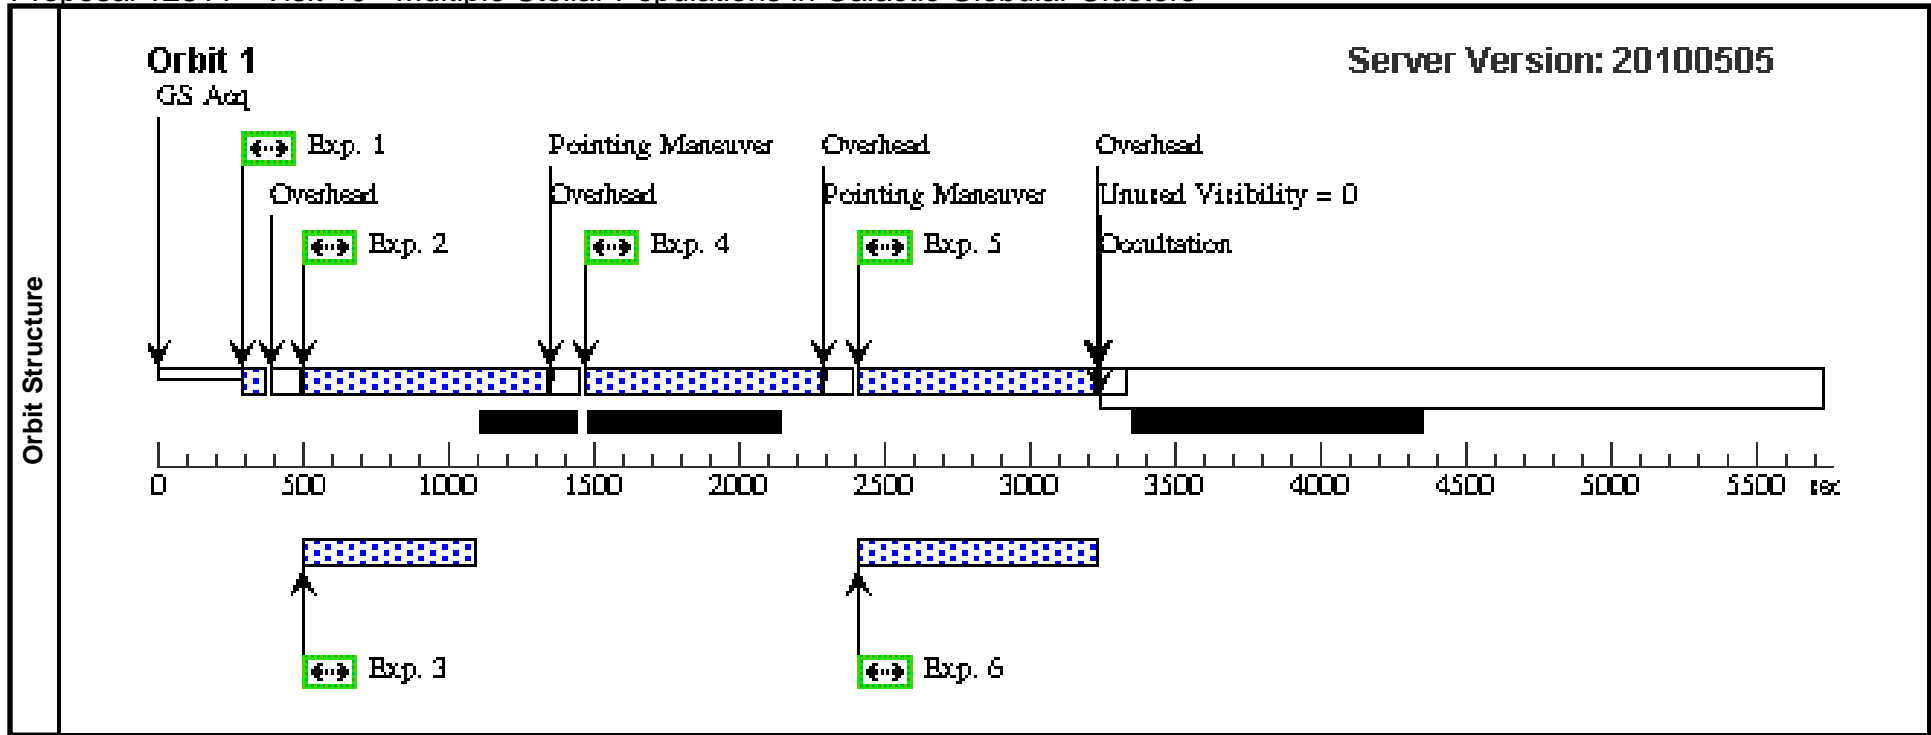 Orbit Structure
Orbit 1
Server Version: 20100505
GS Acq
Exp. 1
Pointing Maneuver
Overhead
Overhead
Overhead
Overhead
Pointing Maneuver
Unused Visibility = 0
Exp. 2
Exp. 4
Exp. 5
Occultation
0 500 1000 1500 2000 2500 3000 3500 4000 4500 5000 5500 sec
Exp. 3
Exp. 6